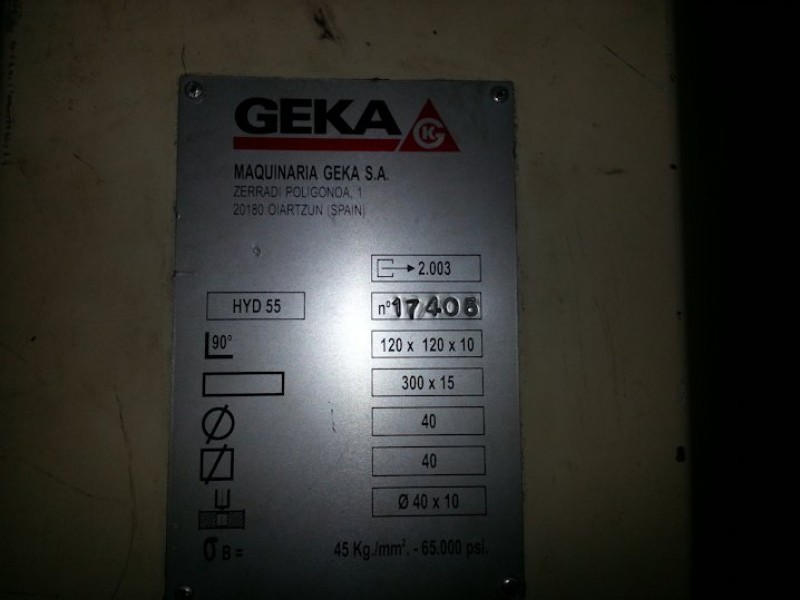 GEKA
MAQUINARIA GEKA S.A.
ZERRADI POLIGONOA, 1
20180 OIARTZUN (SPAIN)
2.003
HYD 55 nº 17406
90° 120 x 120 x 10
300 x 15
40
40
Ø 40 x 10
σ B = 45 Kg./mm². - 65.000 psi.